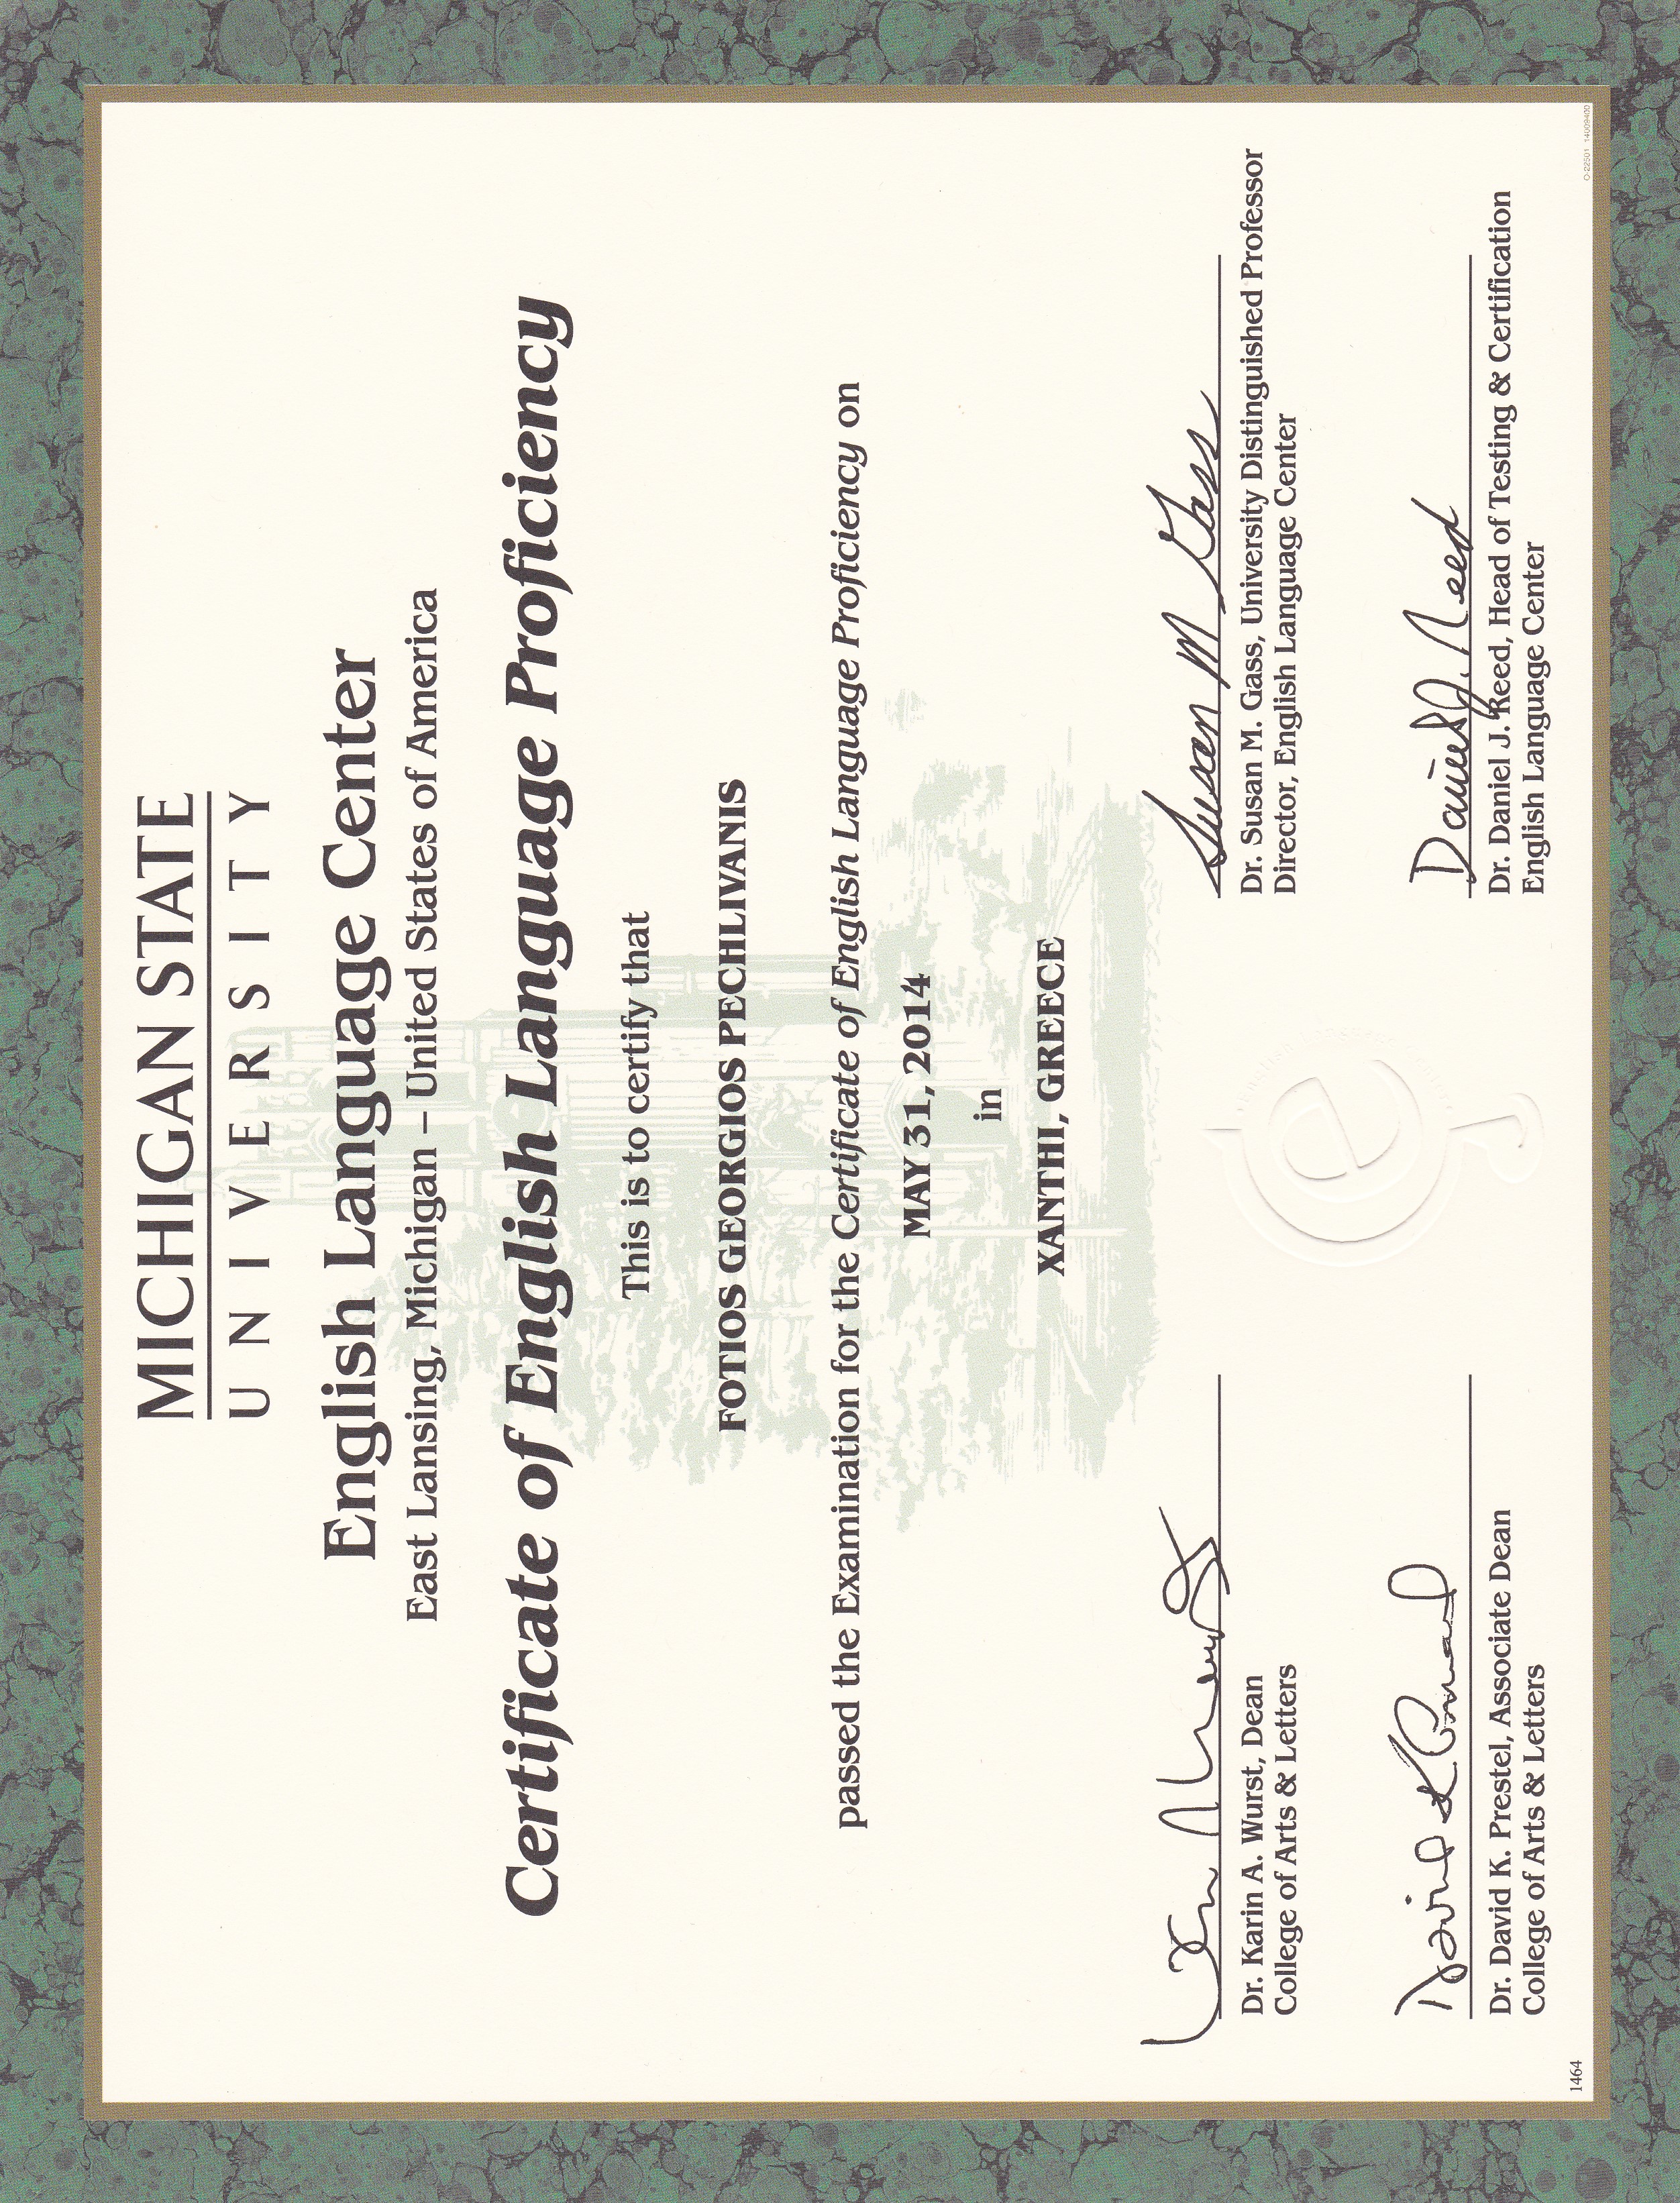 MICHIGAN STATE
UNIVERSITY
English Language Center
East Lansing, Michigan – United States of America
Certificate of English Language Proficiency
This is to certify that
FOTIOS GEORGIOS PECHLIVANIS
passed the Examination for the Certificate of English Language Proficiency on
MAY 31, 2014
in
XANTHI, GREECE
Dr. Karin A. Wurst, Dean
College of Arts & Letters
Susan M Gass
Dr. Susan M. Gass, University Distinguished Professor
Director, English Language Center
David K Prestel
Dr. David K. Prestel, Associate Dean
College of Arts & Letters
Daniel J. Reed
Dr. Daniel J. Reed, Head of Testing & Certification
English Language Center
1464
O-22501 14009400